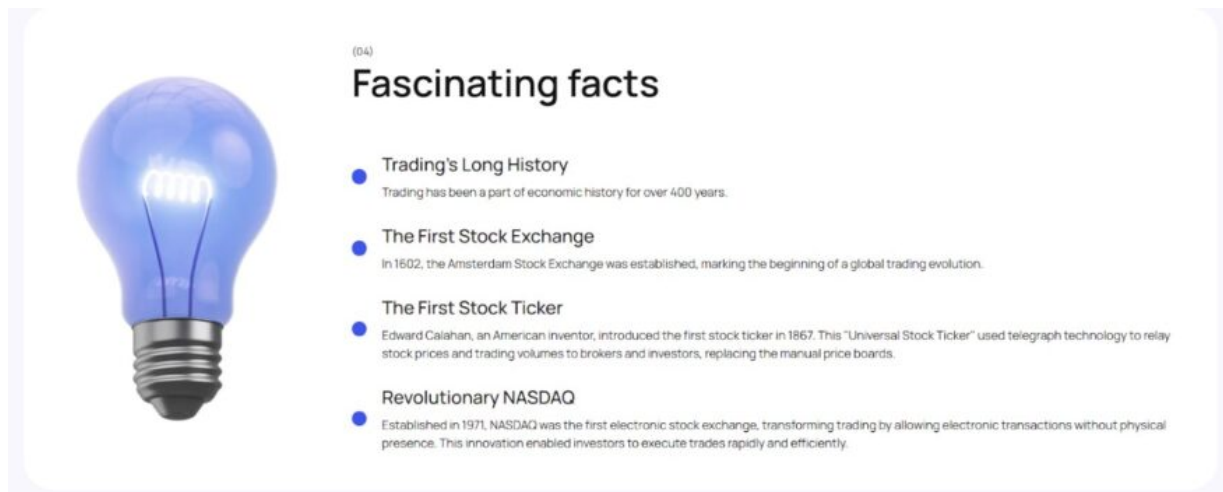 (04)
Fascinating facts
Trading's Long History
Trading has been a part of economic history for over 400 years.
The First Stock Exchange
In 1602, the Amsterdam Stock Exchange was established, marking the beginning of a global trading evolution.
The First Stock Ticker
Edward Calahan, an American inventor, introduced the first stock ticker in 1867. This "Universal Stock Ticker" used telegraph technology to relay
stock prices and trading volumes to brokers and investors, replacing the manual price boards.
Revolutionary NASDAQ
Established in 1971, NASDAQ was the first electronic stock exchange, transforming trading by allowing electronic transactions without physical
presence. This innovation enabled investors to execute trades rapidly and efficiently.